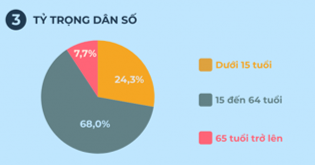 3 TỶ TRỌNG DÂN SỐ
7,7%
24,3%
68,0%
Dưới 15 tuổi
15 đến 64 tuổi
65 tuổi trở lên